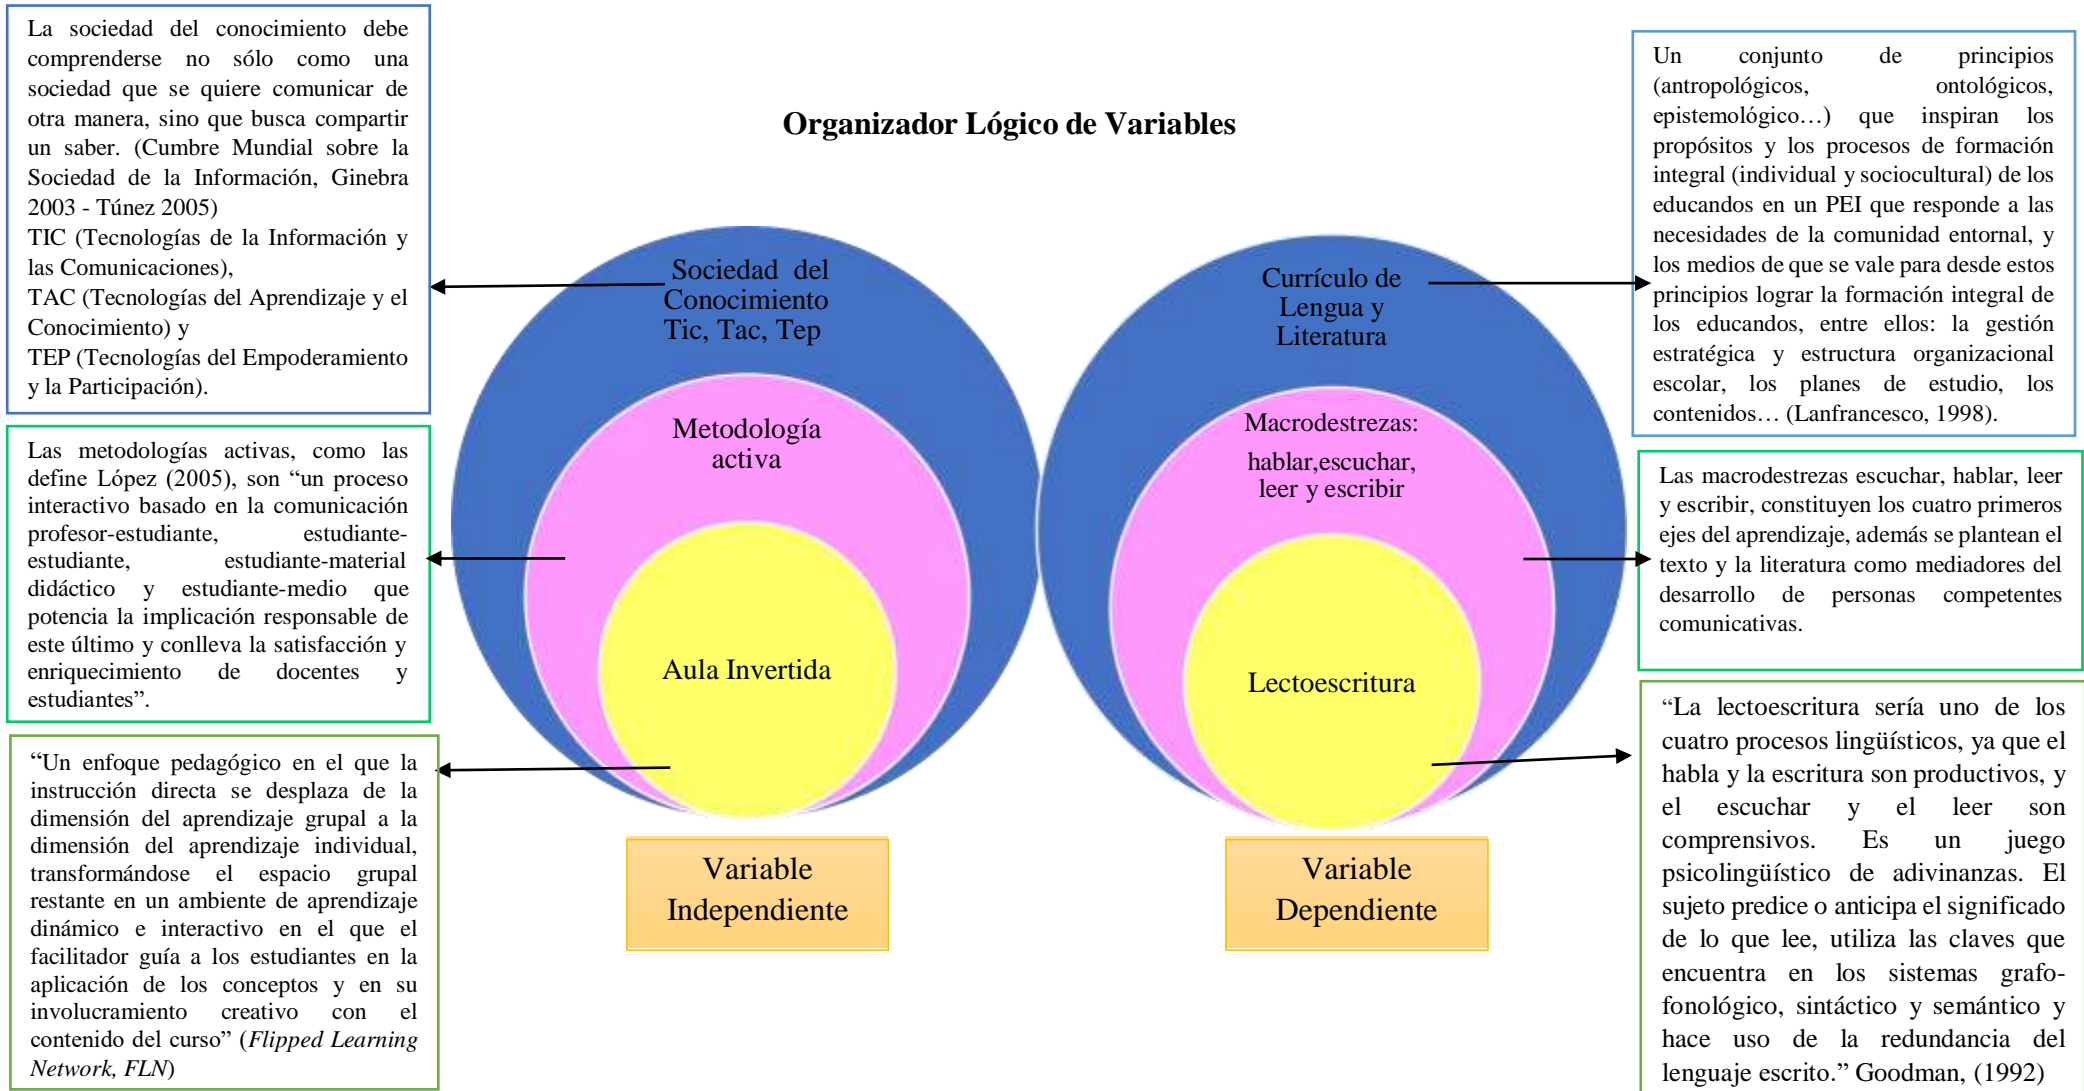 La sociedad del conocimiento debe
comprenderse no sólo como una
sociedad que se quiere comunicar de
otra manera, sino que busca compartir
un saber. (Cumbre Mundial sobre la
Sociedad de la Información, Ginebra
2003 - Túnez 2005)
TIC (Tecnologías de la Información y
las Comunicaciones),
TAC (Tecnologías del Aprendizaje y el
Conocimiento) y
TEP (Tecnologías del Empoderamiento
y la Participación).
Las metodologías activas, como las
define López (2005), son “un proceso
interactivo basado en la comunicación
profesor-estudiante, estudiante-
estudiante, estudiante-material
didáctico y estudiante-medio que
potencia la implicación responsable de
este último y conlleva la satisfacción y
enriquecimiento de docentes y
estudiantes”.
“Un enfoque pedagógico en el que la
instrucción directa se desplaza de la
dimensión del aprendizaje grupal a la
dimensión del aprendizaje individual,
transformándose el espacio grupal
restante en un ambiente de aprendizaje
dinámico e interactivo en el que el
facilitador guía a los estudiantes en la
aplicación de los conceptos y en su
involucramiento creativo con el
contenido del curso” (Flipped Learning
Network, FLN)
Organizador Lógico de Variables
Sociedad del
Conocimiento
Tic, Tac, Tep
Metodología
activa
Aula Invertida
Variable
Independiente
Currículo de
Lengua y
Literatura
Macrodestrezas:
hablar,escuchar,
leer y escribir
Lectoescritura
Variable
Dependiente
Un conjunto de principios
(antropológicos, ontológicos,
epistemológico…) que inspiran los
propósitos y los procesos de formación
integral (individual y sociocultural) de los
educandos en un PEI que responde a las
necesidades de la comunidad entornal, y
los medios de que se vale para desde estos
principios lograr la formación integral de
los educandos, entre ellos: la gestión
estratégica y estructura organizacional
escolar, los planes de estudio, los
contenidos… (Lanfrancesco, 1998).
Las macrodestrezas escuchar, hablar, leer
y escribir, constituyen los cuatro primeros
ejes del aprendizaje, además se plantean el
texto y la literatura como mediadores del
desarrollo de personas competentes
comunicativas.
“La lectoescritura sería uno de los
cuatro procesos lingüísticos, ya que el
habla y la escritura son productivos, y
el escuchar y el leer son
comprensivos. Es un juego
psicolingüístico de adivinanzas. El
sujeto predice o anticipa el significado
de lo que lee, utiliza las claves que
encuentra en los sistemas grafo-
fonológico, sintáctico y semántico y
hace uso de la redundancia del
lenguaje escrito.” Goodman, (1992)